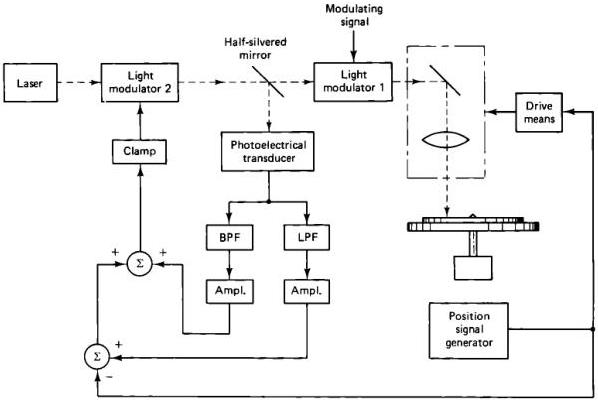 Modulating
signal
Half-silvered
mirror
Laser
Light
modulator 2
Light
modulator 1
Drive
means
Clamp
Photoelectrical
transducer
BPF
LPF
+
Σ
+
Ampl.
Ampl.
Position
signal
generator
+
Σ
+
−